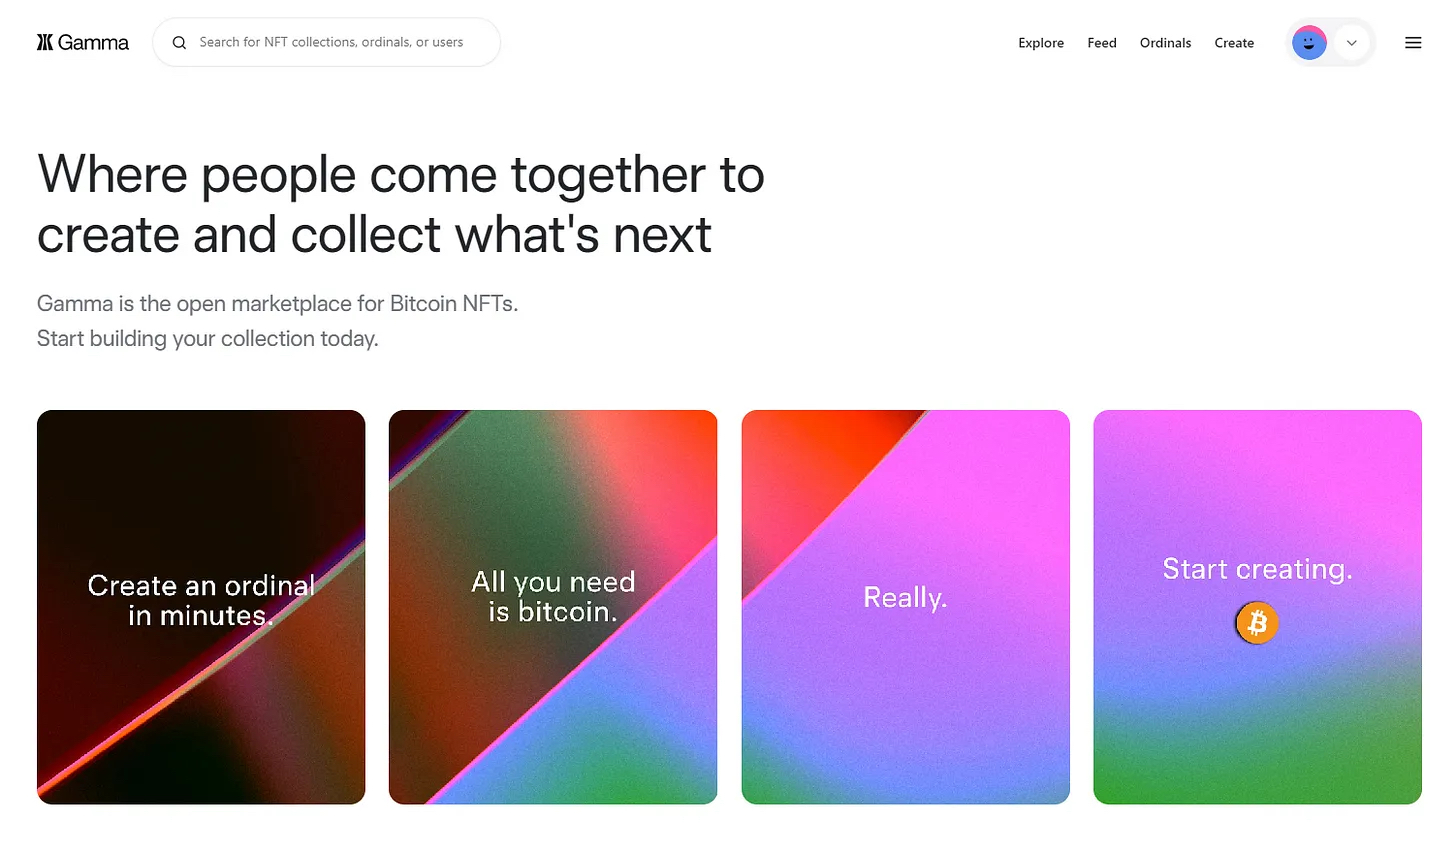 Gamma
Search for NFT collections, ordinals, or users
Explore
Feed
Ordinals
Create
Where people come together to
create and collect what's next
Gamma is the open marketplace for Bitcoin NFTs.
Start building your collection today.
Create an ordinal
in minutes.
All you need
is bitcoin.
Really.
Start creating.